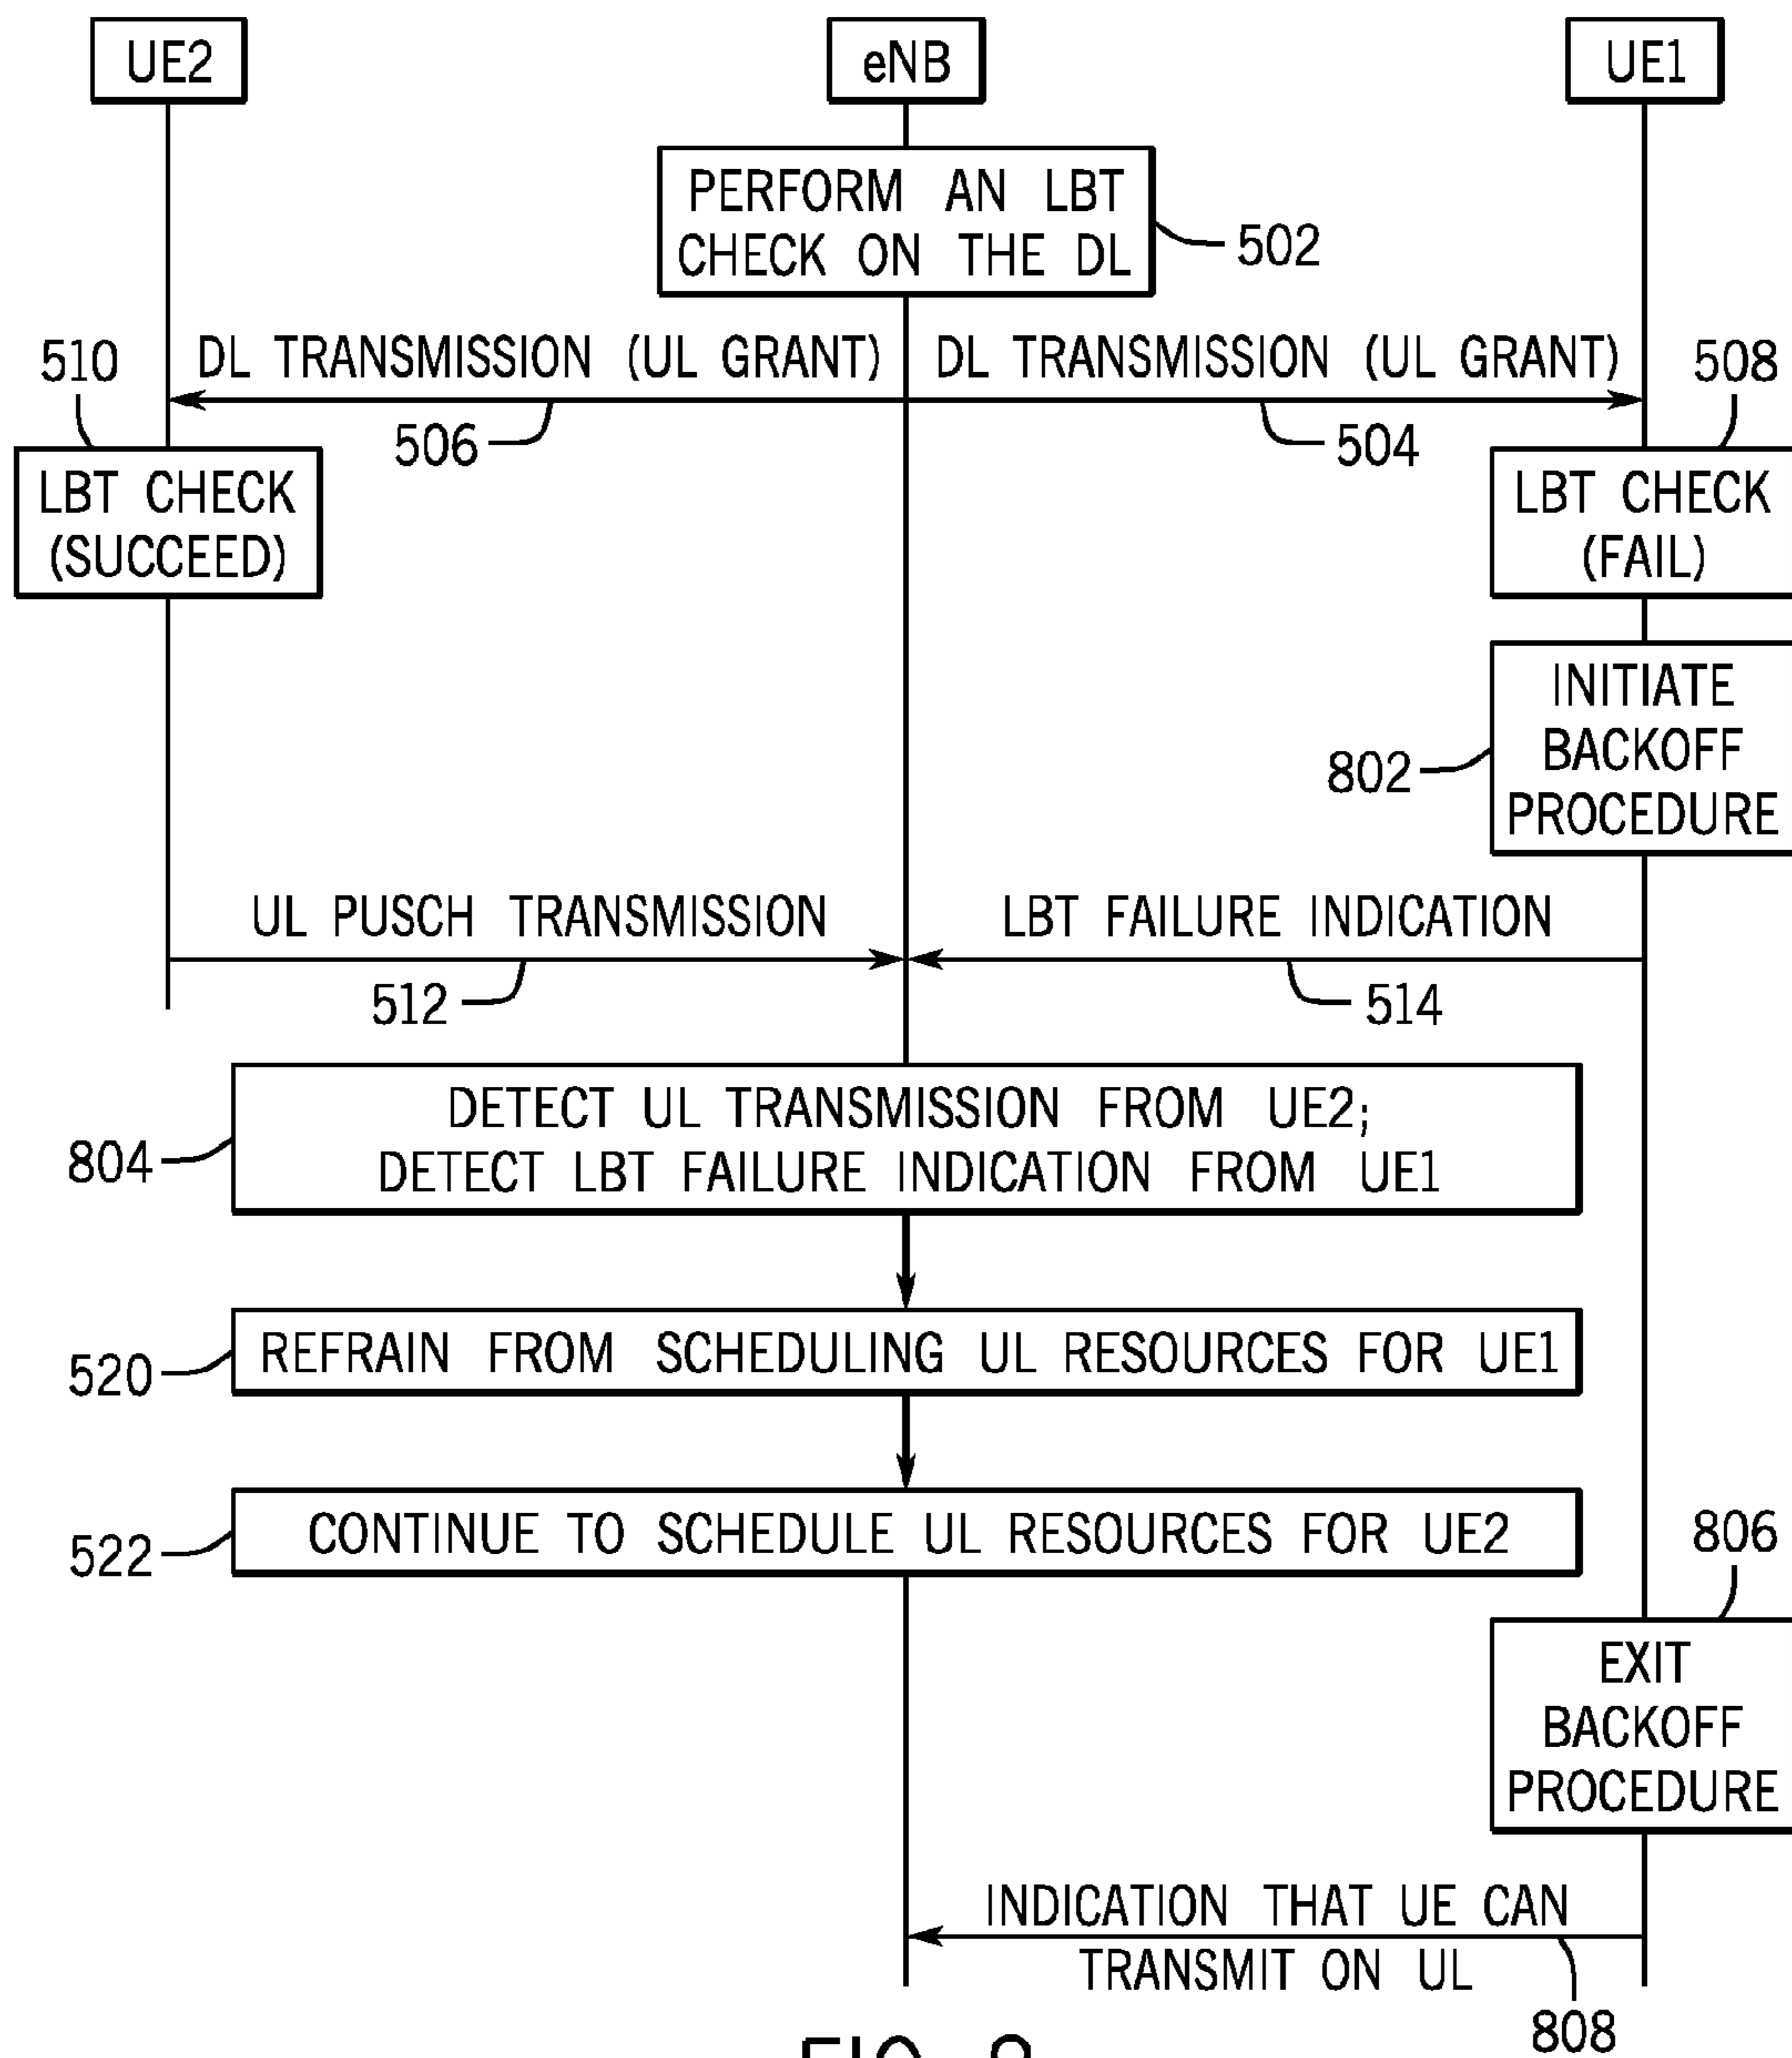 UE2
eNB
UE1
PERFORM AN LBT
CHECK ON THE DL
502
510
DL TRANSMISSION (UL GRANT)
DL TRANSMISSION (UL GRANT)
508
506
504
LBT CHECK
(SUCCEED)
LBT CHECK
(FAIL)
INITIATE
BACKOFF
PROCEDURE
802
UL PUSCH TRANSMISSION
LBT FAILURE INDICATION
512
514
DETECT UL TRANSMISSION FROM UE2;
DETECT LBT FAILURE INDICATION FROM UE1
804
REFRAIN FROM SCHEDULING UL RESOURCES FOR UE1
520
CONTINUE TO SCHEDULE UL RESOURCES FOR UE2
522
806
EXIT
BACKOFF
PROCEDURE
INDICATION THAT UE CAN
TRANSMIT ON UL
808